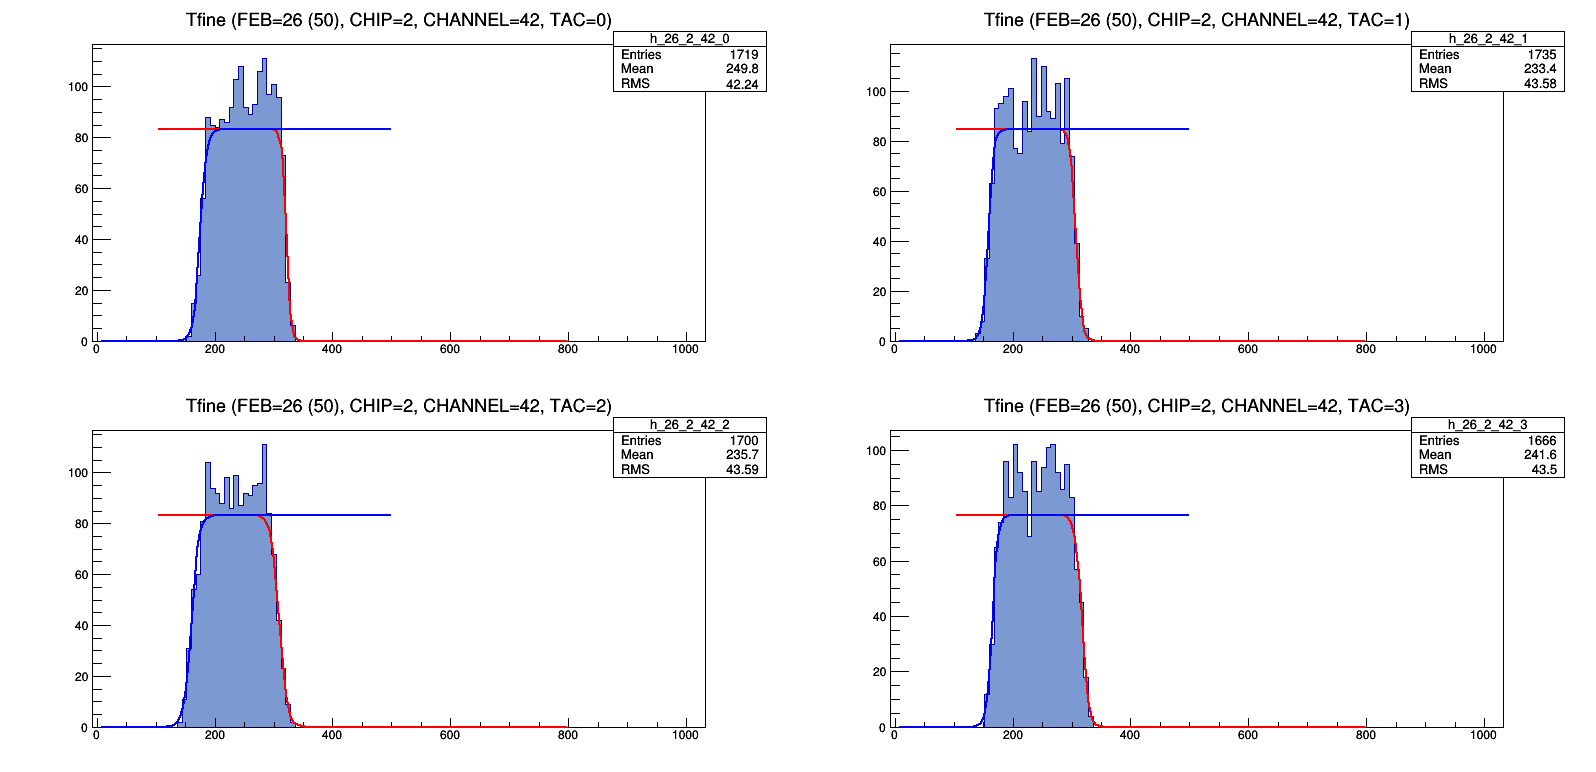 Tfine (FEB=26 (50), CHIP=2, CHANNEL=42, TAC=0)
h_26_2_42_0
Entries 1719
Mean 249.8
RMS 42.24
100
80
60
40
20
0
0 200 400 600 800 1000
Tfine (FEB=26 (50), CHIP=2, CHANNEL=42, TAC=1)
h_26_2_42_1
Entries 1735
Mean 233.4
RMS 43.58
100
80
60
40
20
0
0 200 400 600 800 1000
Tfine (FEB=26 (50), CHIP=2, CHANNEL=42, TAC=2)
h_26_2_42_2
Entries 1700
Mean 235.7
RMS 43.59
100
80
60
40
20
0
0 200 400 600 800 1000
Tfine (FEB=26 (50), CHIP=2, CHANNEL=42, TAC=3)
h_26_2_42_3
Entries 1666
Mean 241.6
RMS 43.5
100
80
60
40
20
0
0 200 400 600 800 1000